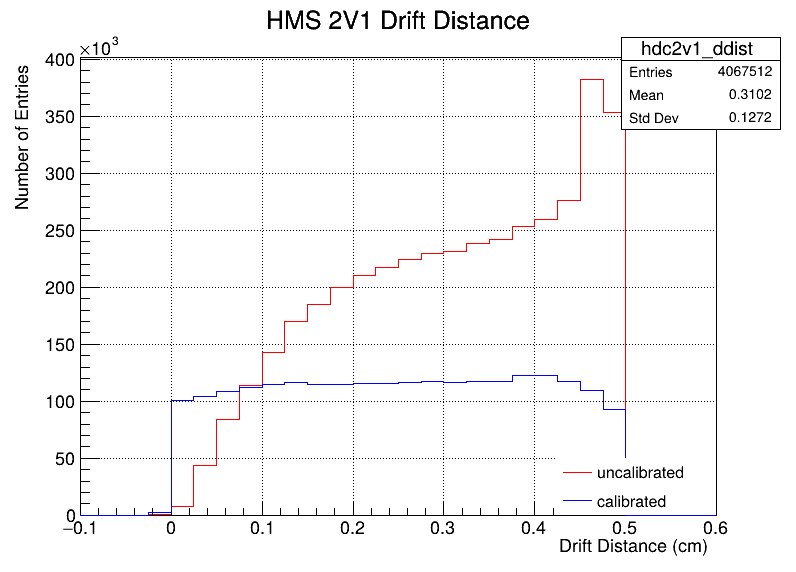 HMS 2V1 Drift Distance
×10³
hdc2v1_ddist
Entries 4067512
Mean 0.3102
Std Dev 0.1272
Number of Entries
400
350
300
250
200
150
100
50
0
uncalibrated
calibrated
−0.1 0 0.1 0.2 0.3 0.4 0.5 0.6
Drift Distance (cm)